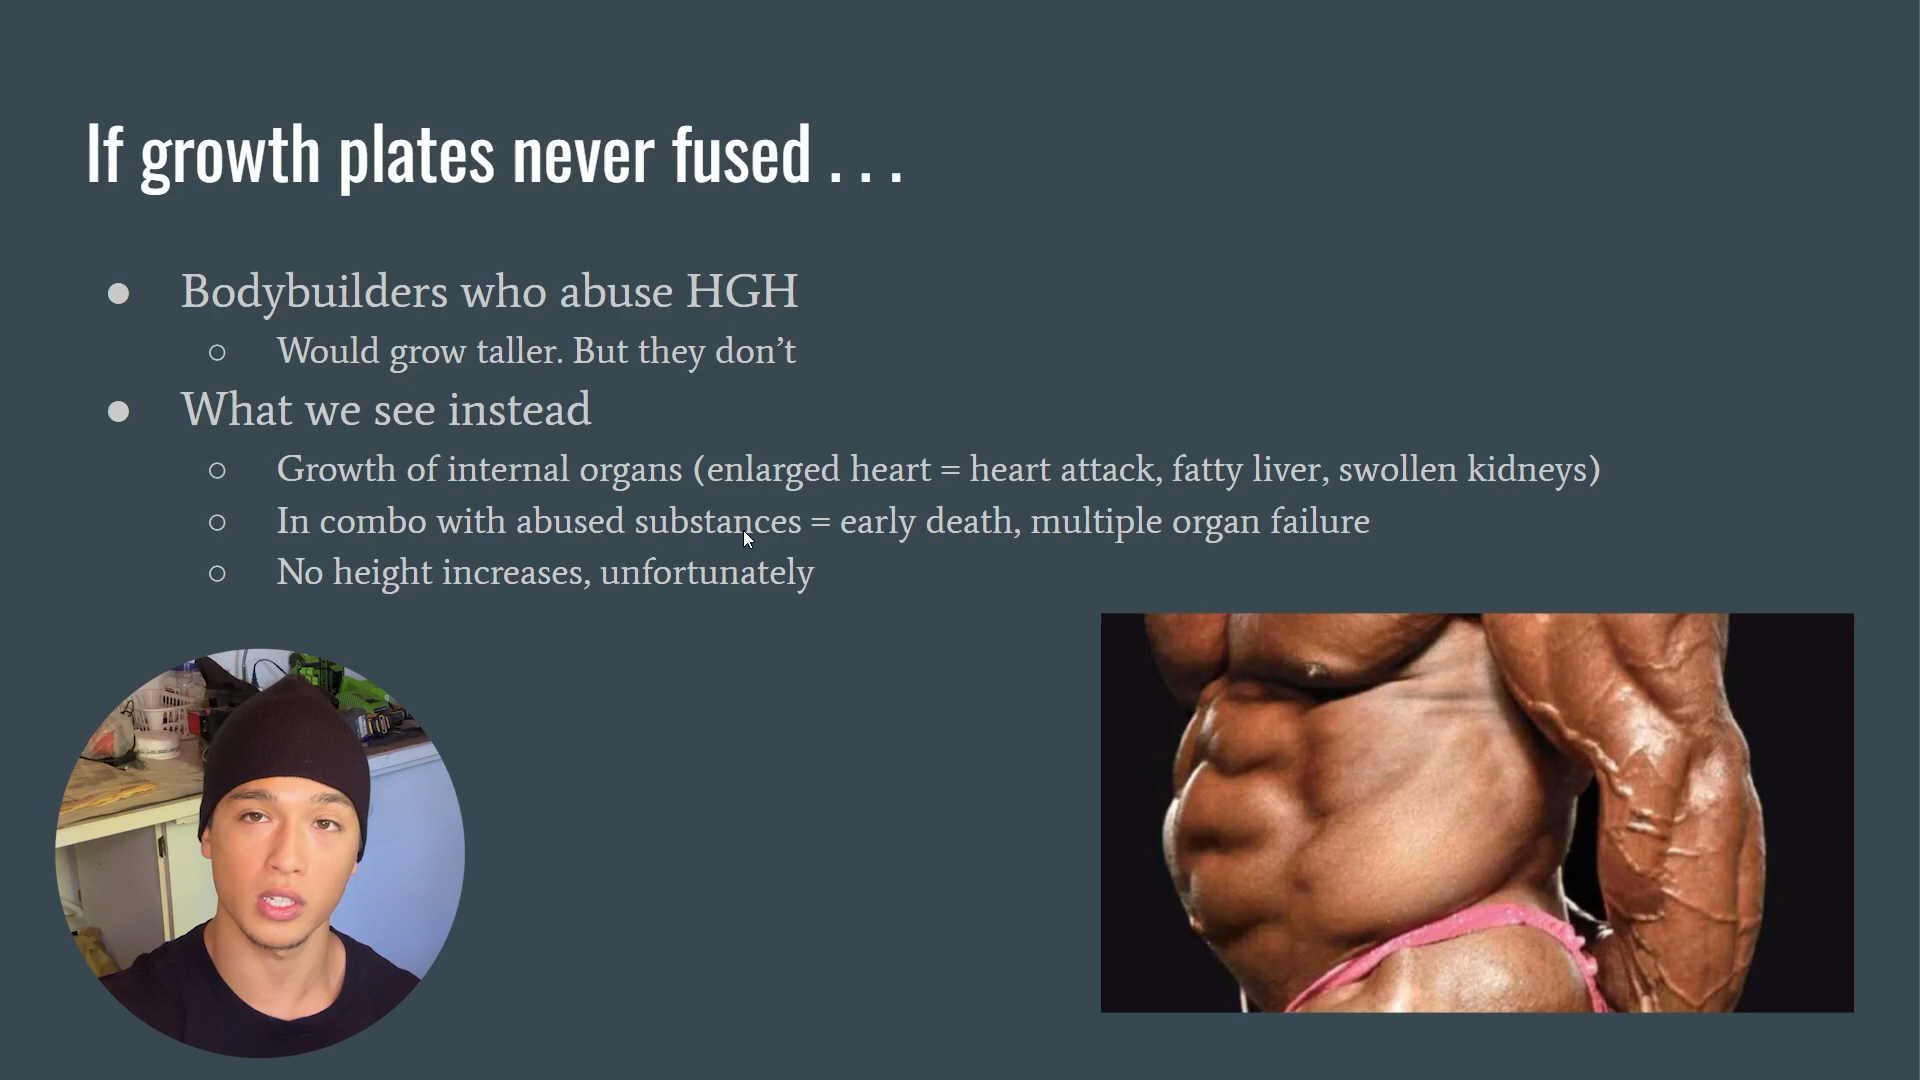 If growth plates never fused . . .
Bodybuilders who abuse HGH
Would grow taller. But they don’t
What we see instead
Growth of internal organs (enlarged heart = heart attack, fatty liver, swollen kidneys)
In combo with abused substances = early death, multiple organ failure
No height increases, unfortunately